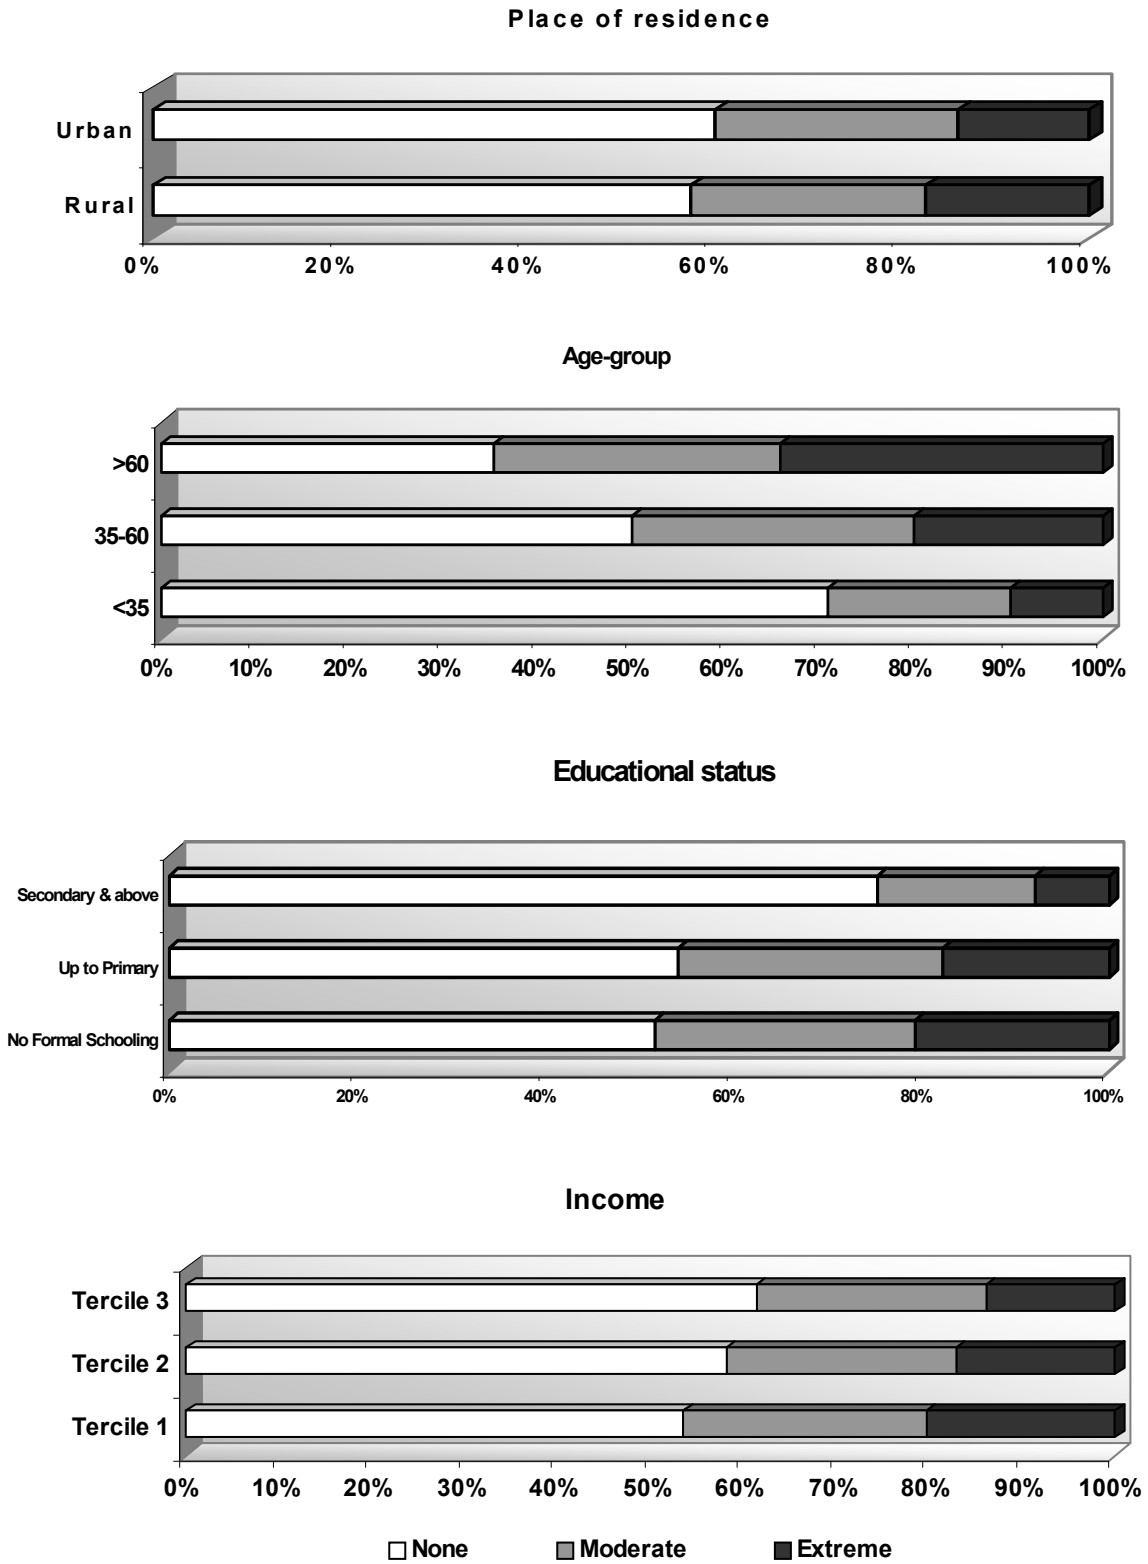 Place of residence
Urban
Rural
0% 20% 40% 60% 80% 100%
Age-group
>60
35-60
<35
0% 10% 20% 30% 40% 50% 60% 70% 80% 90% 100%
Educational status
Secondary & above
Up to Primary
No Formal Schooling
0% 20% 40% 60% 80% 100%
Income
Tercile 3
Tercile 2
Tercile 1
0% 10% 20% 30% 40% 50% 60% 70% 80% 90% 100%
None Moderate Extreme